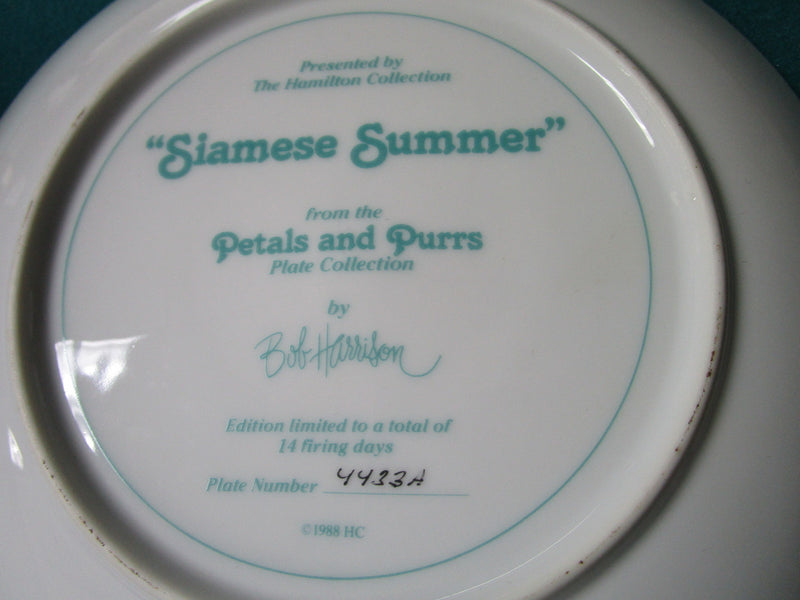 Presented by
The Hamilton Collection
"Siamese Summer"
from the
Petals and Purrs
Plate Collection
by
Bob Harrison
Edition limited to a total of
14 firing days
Plate Number 4433A
©1988 HC